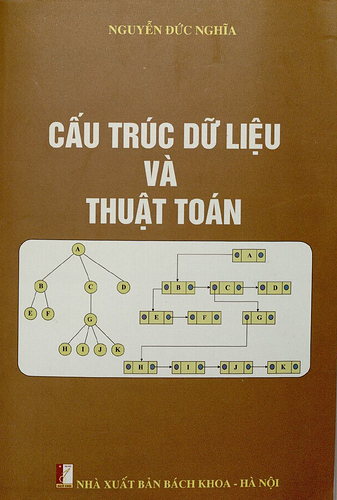 NGUYỄN ĐỨC NGHĨA
CẤU TRÚC DỮ LIỆU
VÀ
THUẬT TOÁN
A
B C D
E F
G
H I J K
A
B C D
E F G
H I J K
NHÀ XUẤT BẢN BÁCH KHOA - HÀ NỘI